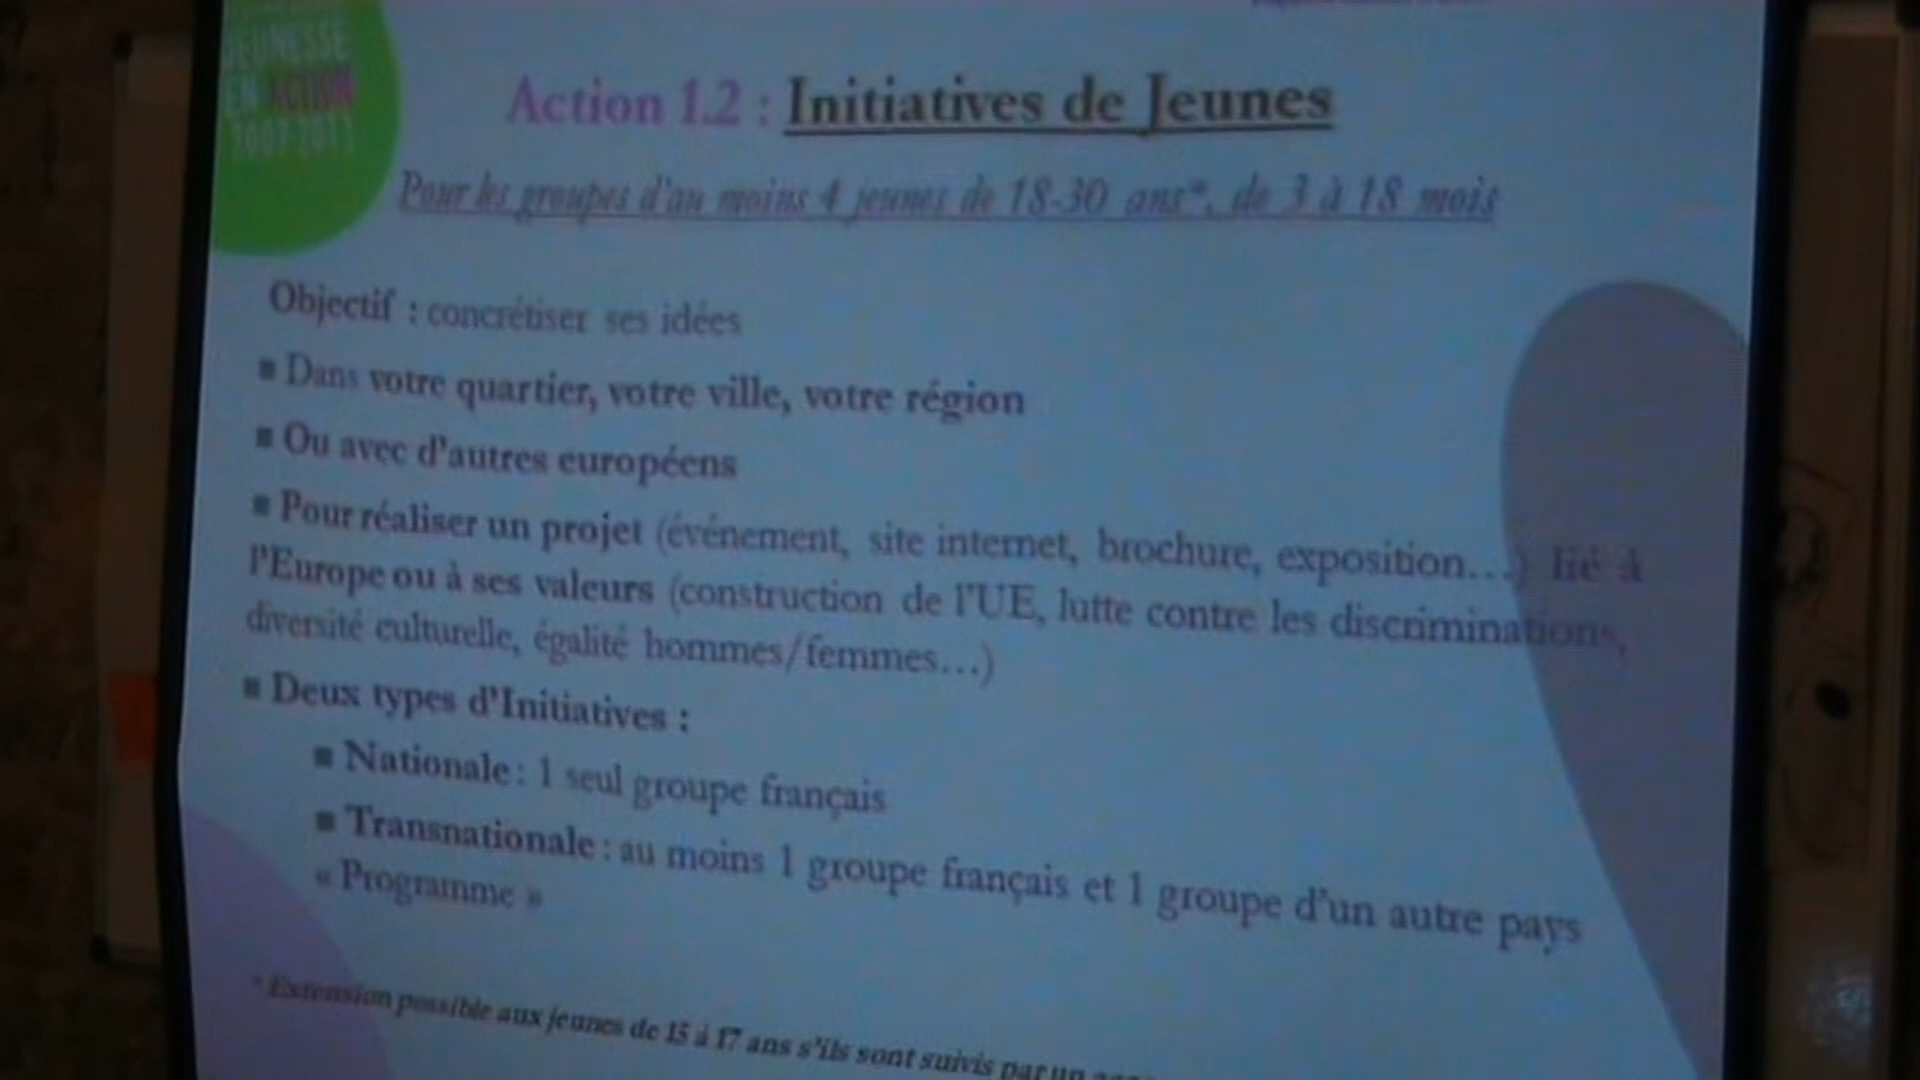 JEUNESSE
EN ACTION
2007-2013
Action 1.2 : Initiatives de Jeunes
Pour les groupes d'au moins 4 jeunes de 18-30 ans*, de 3 à 18 mois
Objectif : concrétiser ses idées
▪ Dans votre quartier, votre ville, votre région
▪ Ou avec d'autres européens
▪ Pour réaliser un projet (événement, site internet, brochure, exposition…) lié à
l'Europe ou à ses valeurs (construction de l'UE, lutte contre les discriminations,
diversité culturelle, égalité hommes/femmes…)
▪ Deux types d'Initiatives :
▪ Nationale : 1 seul groupe français
▪ Transnationale : au moins 1 groupe français et 1 groupe d'un autre pays
« Programme »
* Extension possible aux jeunes de 15 à 17 ans s'ils sont suivis par un